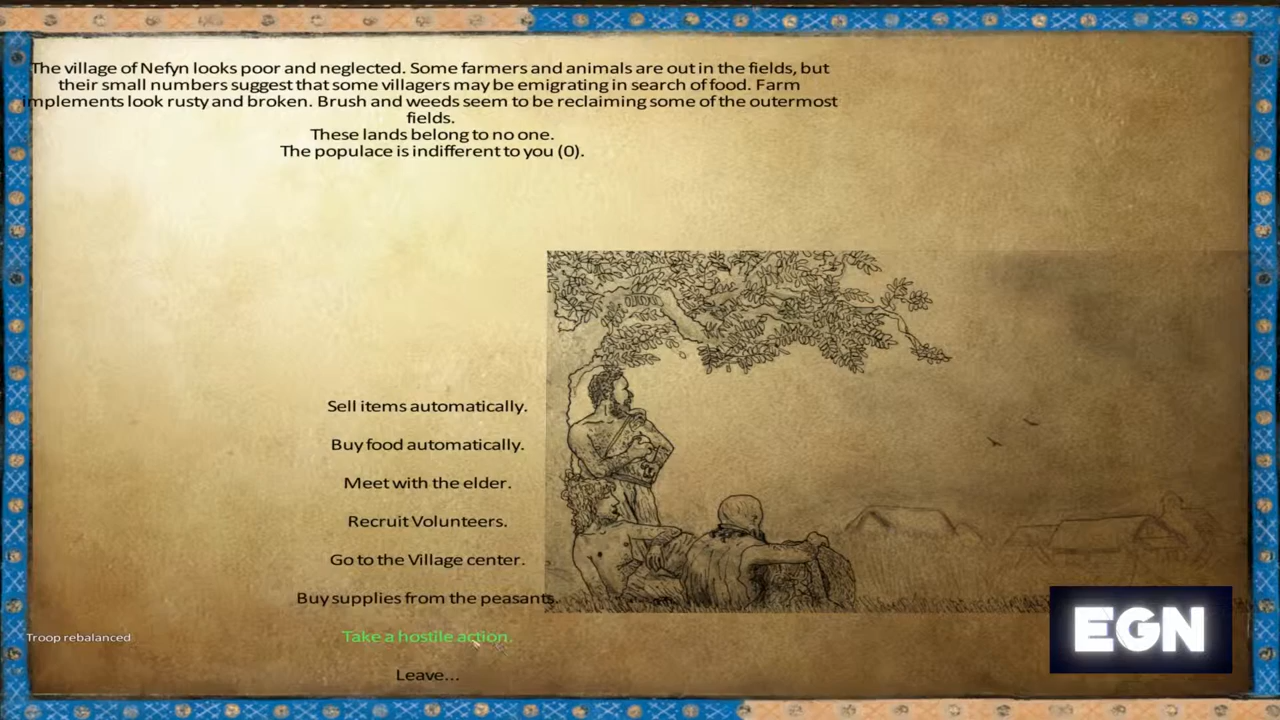 The village of Nefyn looks poor and neglected. Some farmers and animals are out in the fields, but
their small numbers suggest that some villagers may be emigrating in search of food. Farm
implements look rusty and broken. Brush and weeds seem to be reclaiming some of the outermost
fields.
These lands belong to no one.
The populace is indifferent to you (0).
Sell items automatically.
Buy food automatically.
Meet with the elder.
Recruit Volunteers.
Go to the Village center.
Buy supplies from the peasants.
Troop rebalanced
Take a hostile action.
Leave...
EGN